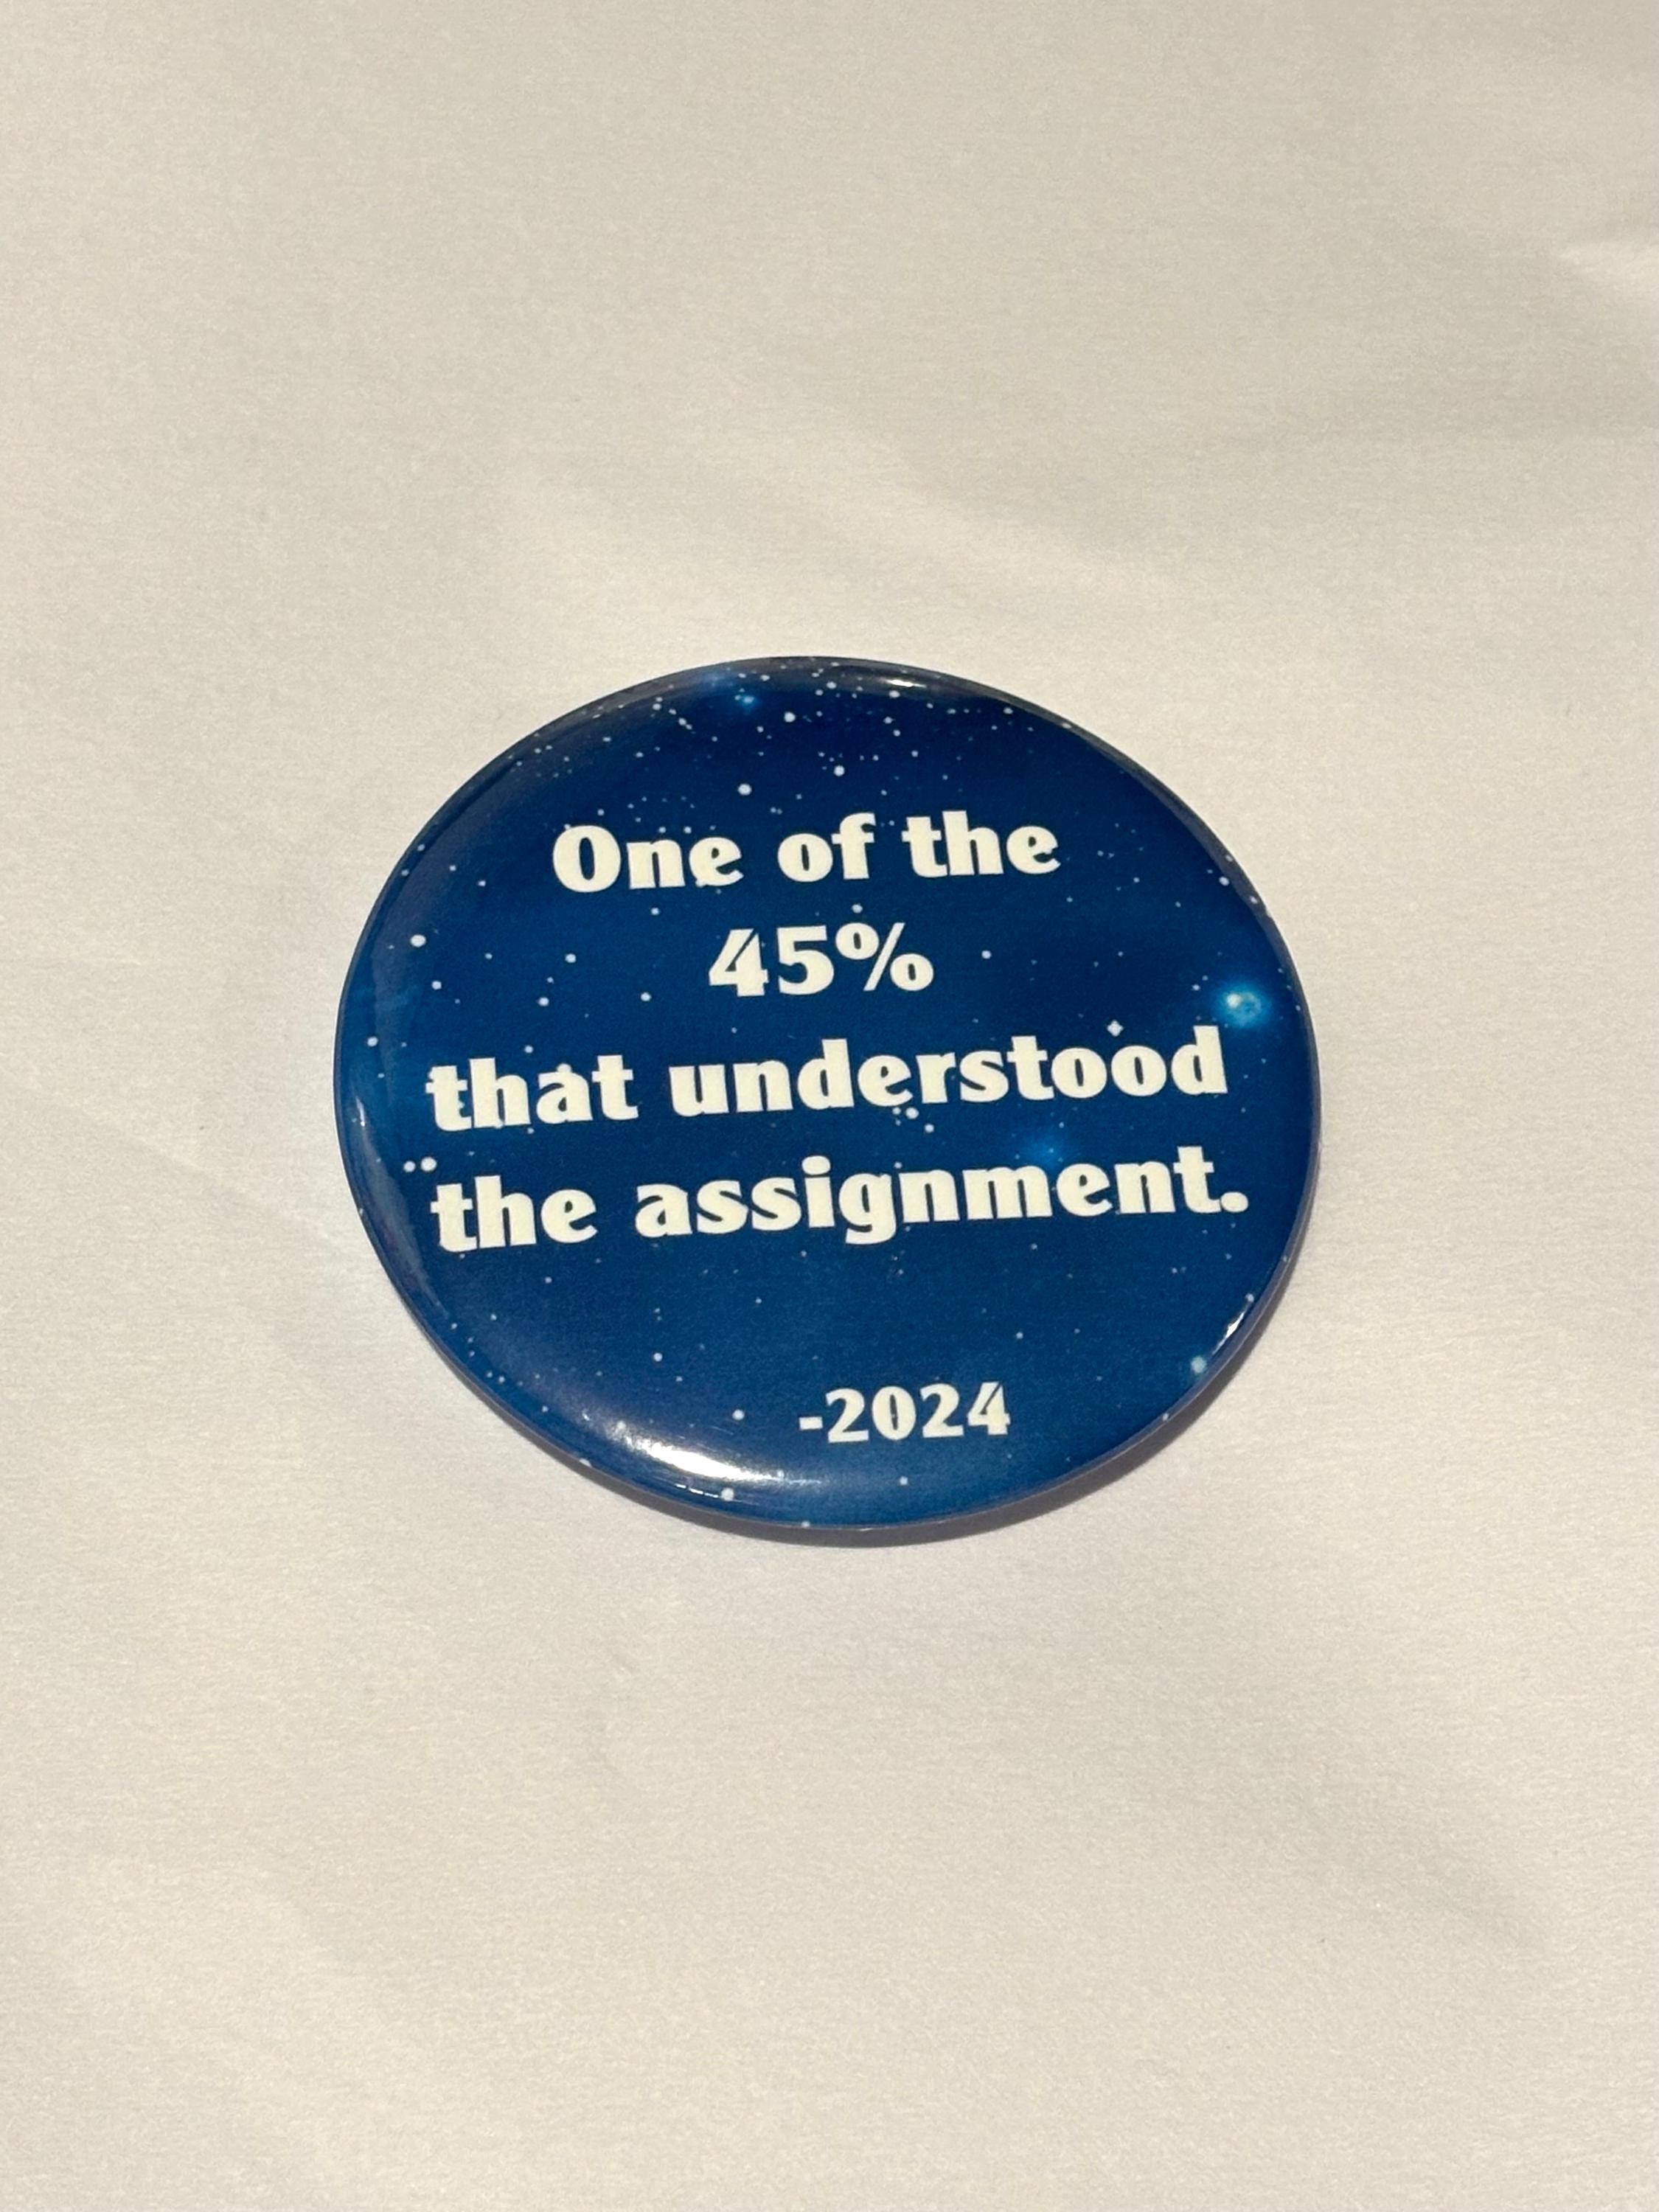 One of the
45%
that understood
the assignment.
-2024